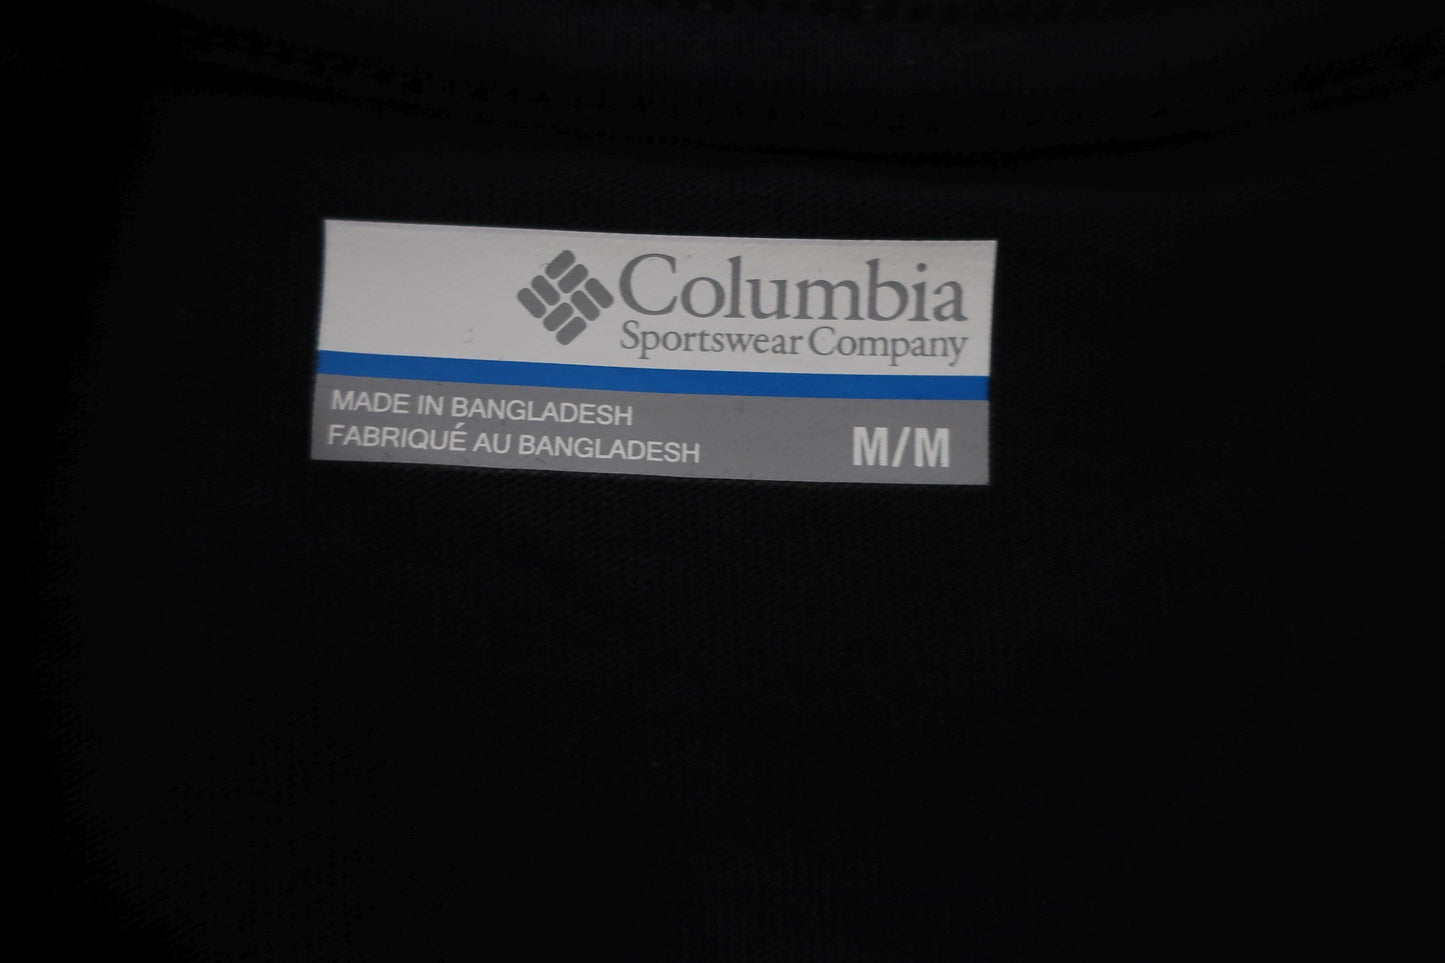 Columbia
Sportswear Company
MADE IN BANGLADESH
FABRIQUÉ AU BANGLADESH
M/M